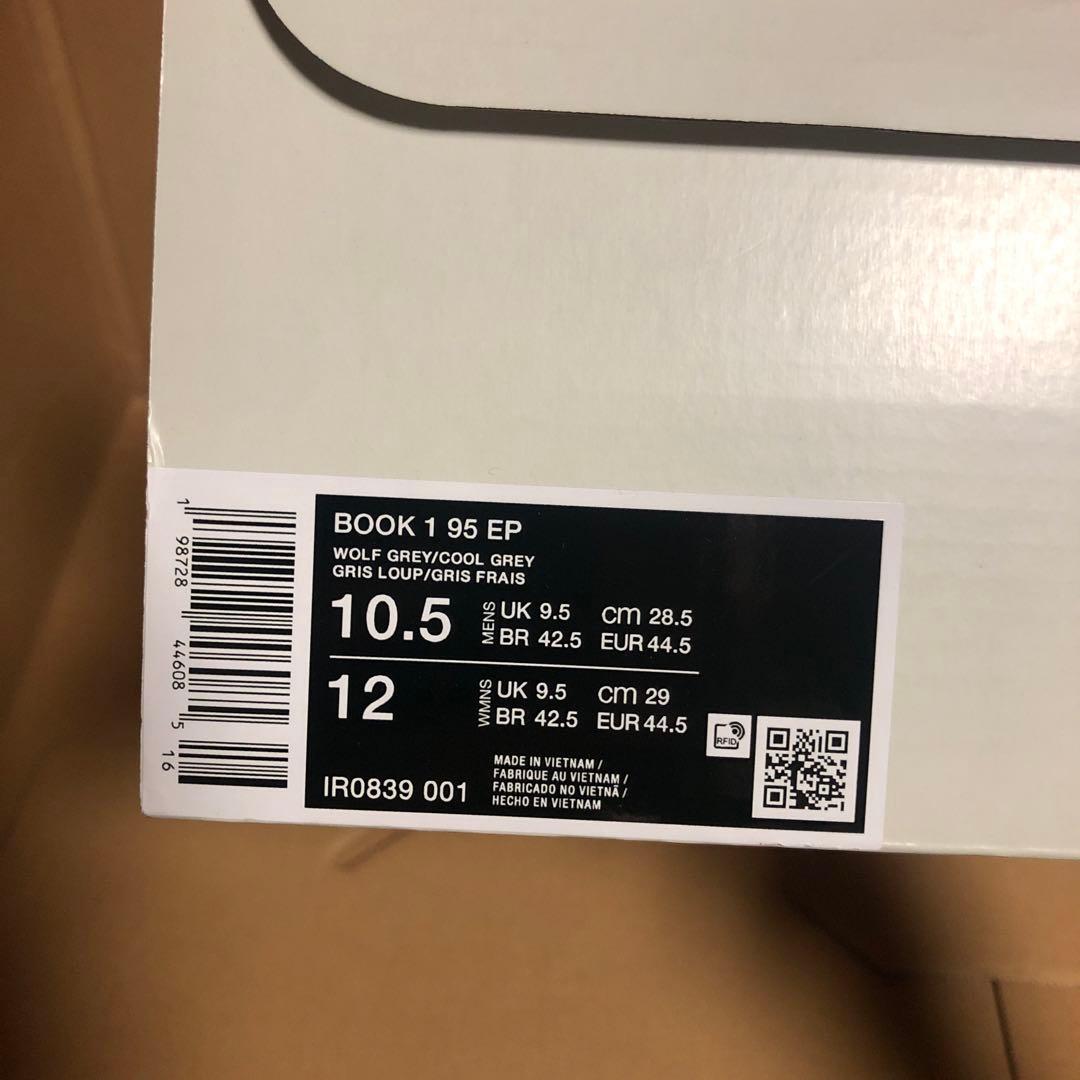 BOOK 1 95 EP
WOLF GREY/COOL GREY
GRIS LOUP/GRIS FRAIS
10.5 MENS UK 9.5 cm 28.5
BR 42.5 EUR 44.5
12 WMNS UK 9.5 cm 29
BR 42.5 EUR 44.5
RFID
IR0839 001
MADE IN VIETNAM /
FABRIQUE AU VIETNAM /
FABRICADO NO VIETNÃ /
HECHO EN VIETNAM
1 98728 44608 5 16